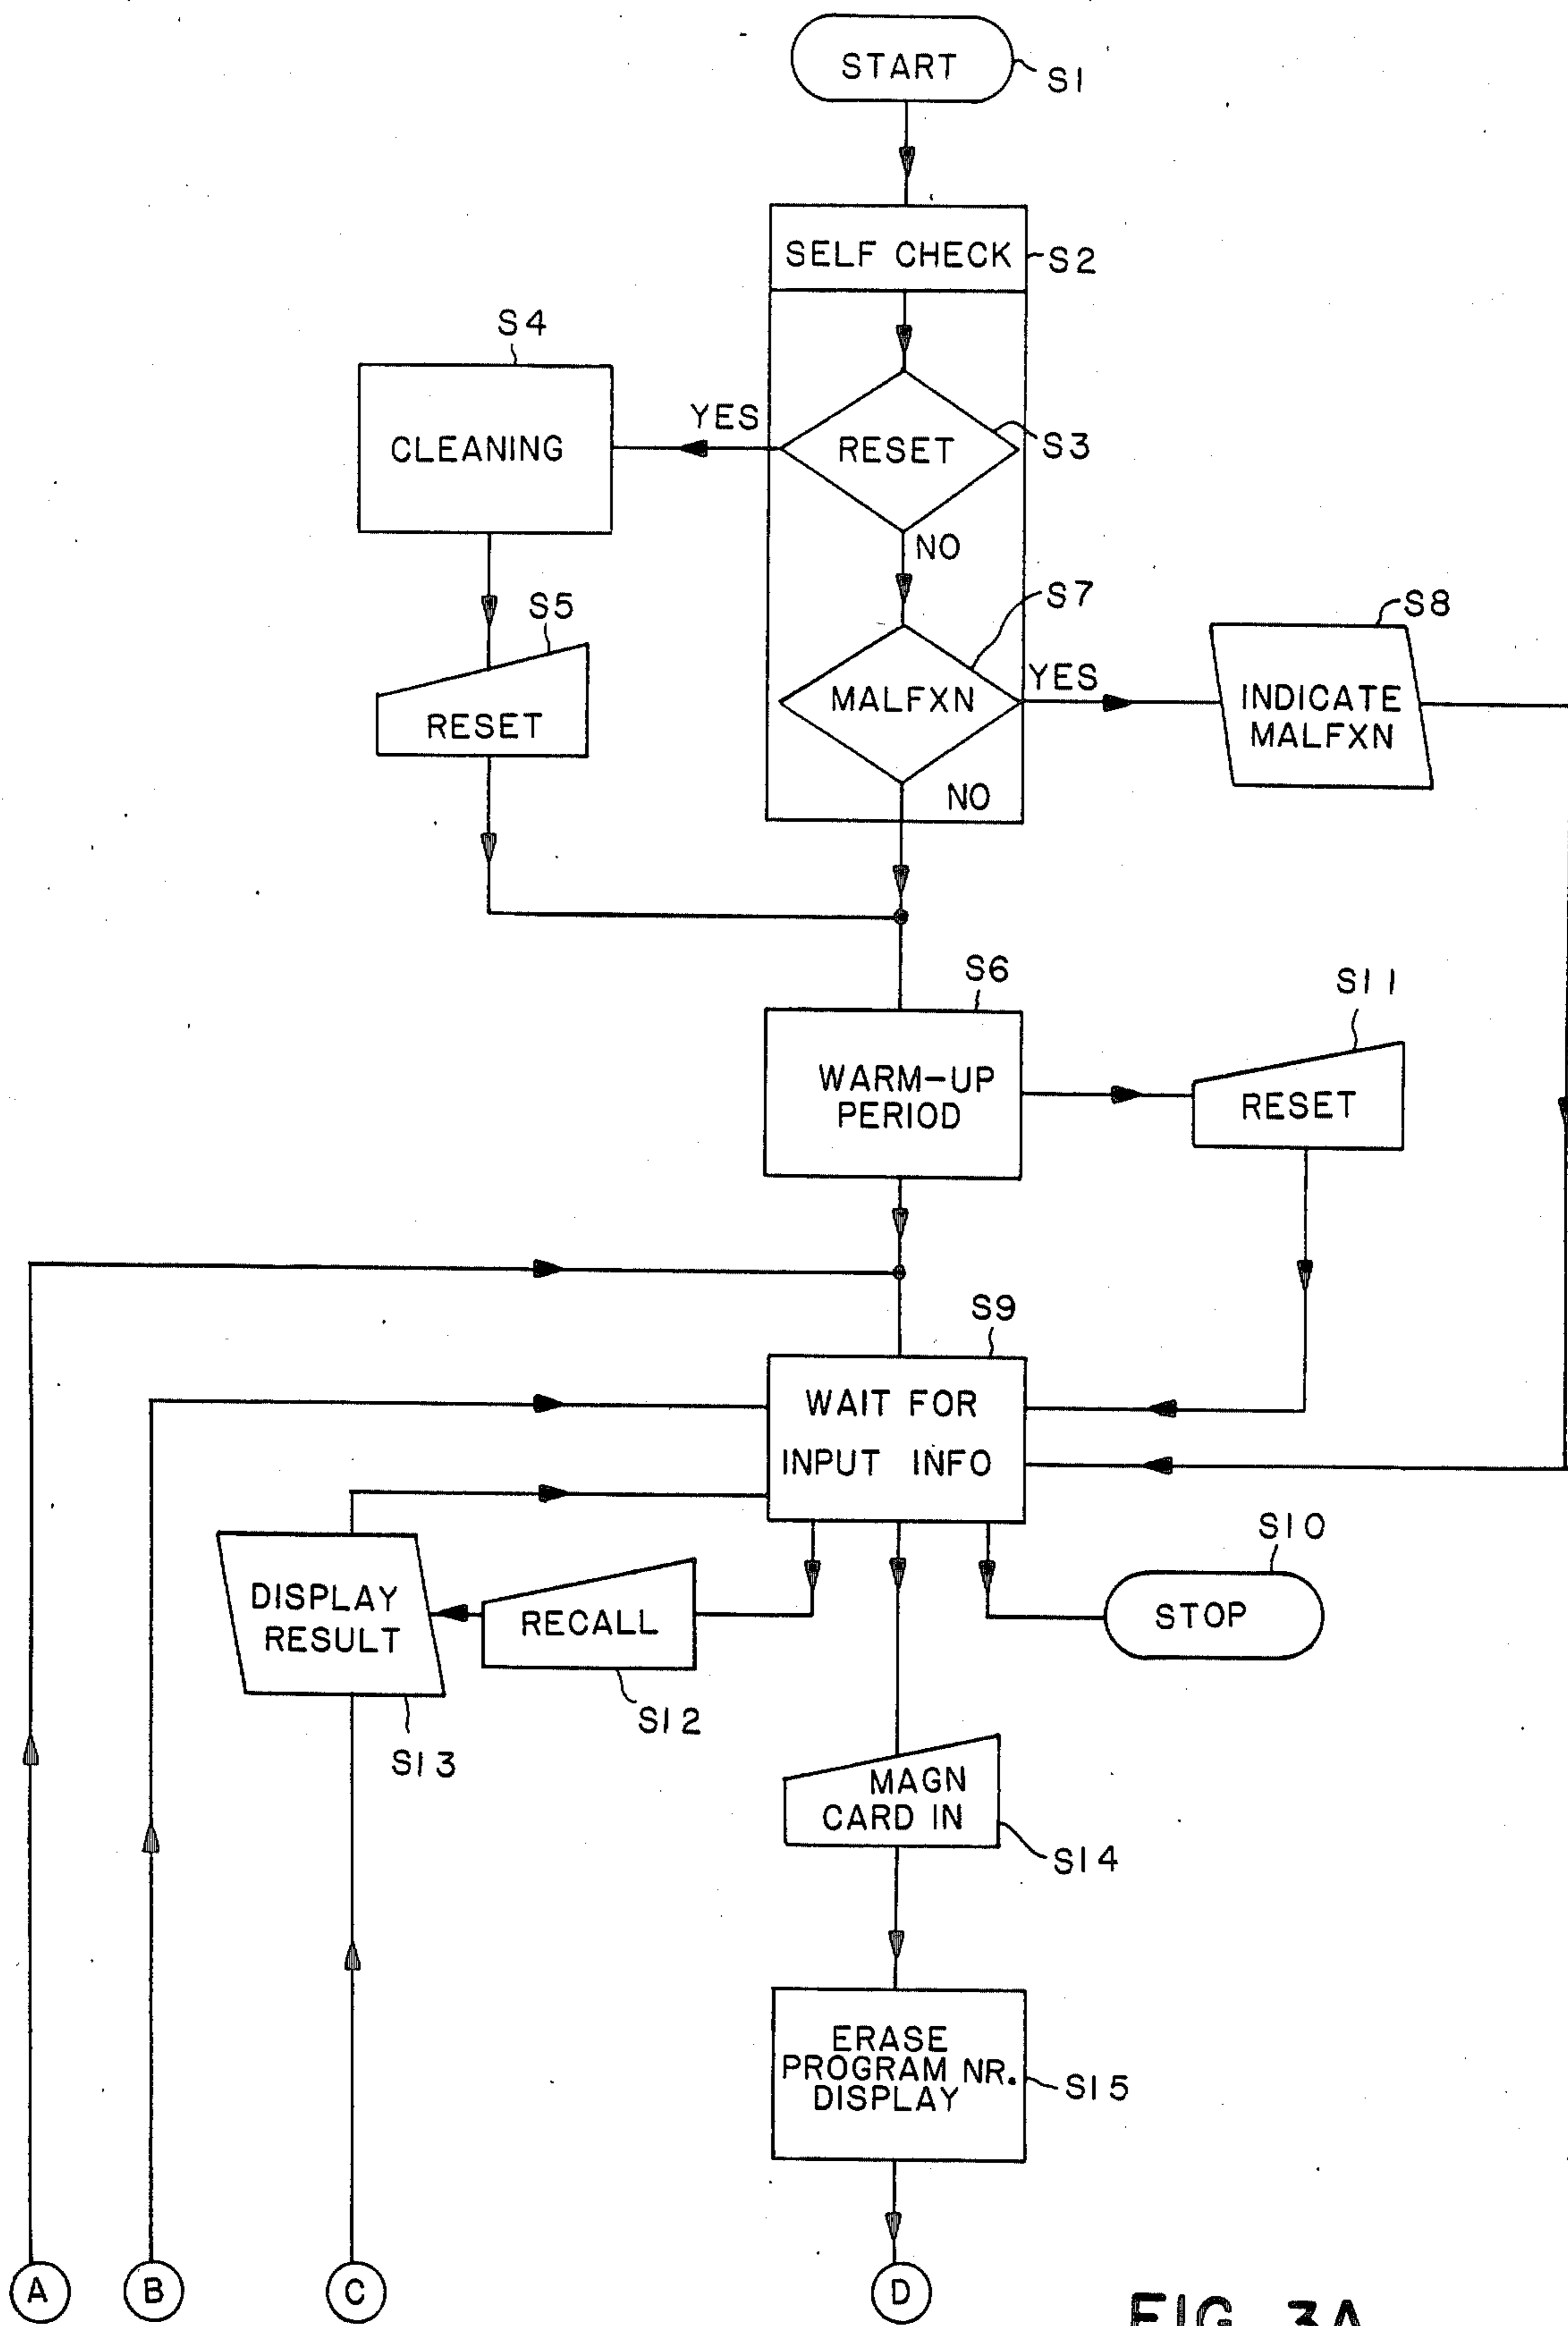 START
S1
SELF CHECK
S2
S4
YES
RESET
S3
CLEANING
NO
S7
S5
S8
YES
MALFXN
INDICATE
MALFXN
RESET
NO
S6
S11
WARM-UP
PERIOD
RESET
S9
WAIT FOR
INPUT INFO
S10
DISPLAY
RESULT
RECALL
STOP
S12
S13
MAGN
CARD IN
S14
ERASE
PROGRAM NR.
DISPLAY
S15
A
B
C
D
FIG. 3A